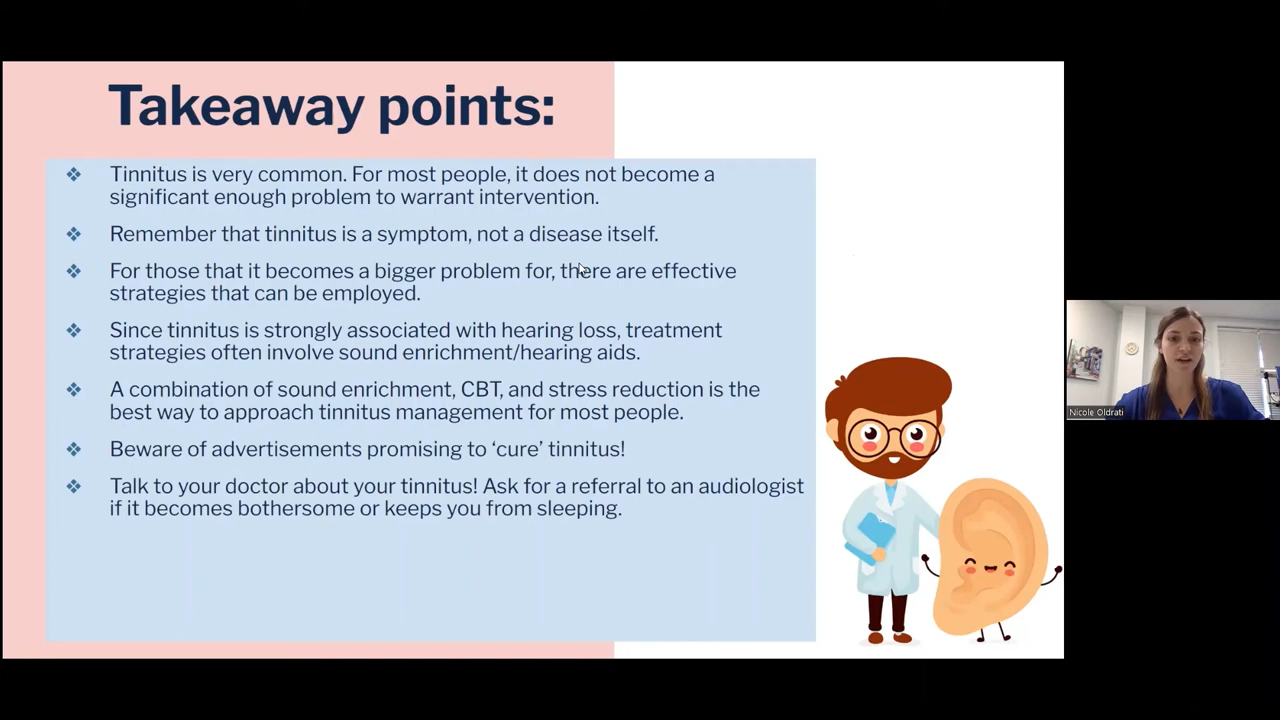 Takeaway points:
❖ Tinnitus is very common. For most people, it does not become a
significant enough problem to warrant intervention.
❖ Remember that tinnitus is a symptom, not a disease itself.
❖ For those that it becomes a bigger problem for, there are effective
strategies that can be employed.
❖ Since tinnitus is strongly associated with hearing loss, treatment
strategies often involve sound enrichment/hearing aids.
❖ A combination of sound enrichment, CBT, and stress reduction is the
best way to approach tinnitus management for most people.
❖ Beware of advertisements promising to ‘cure’ tinnitus!
❖ Talk to your doctor about your tinnitus! Ask for a referral to an audiologist
if it becomes bothersome or keeps you from sleeping.
Nicole Oldrati